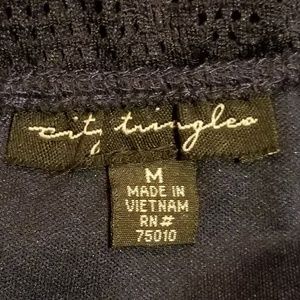 city triangles
M
MADE IN
VIETNAM
RN#
75010